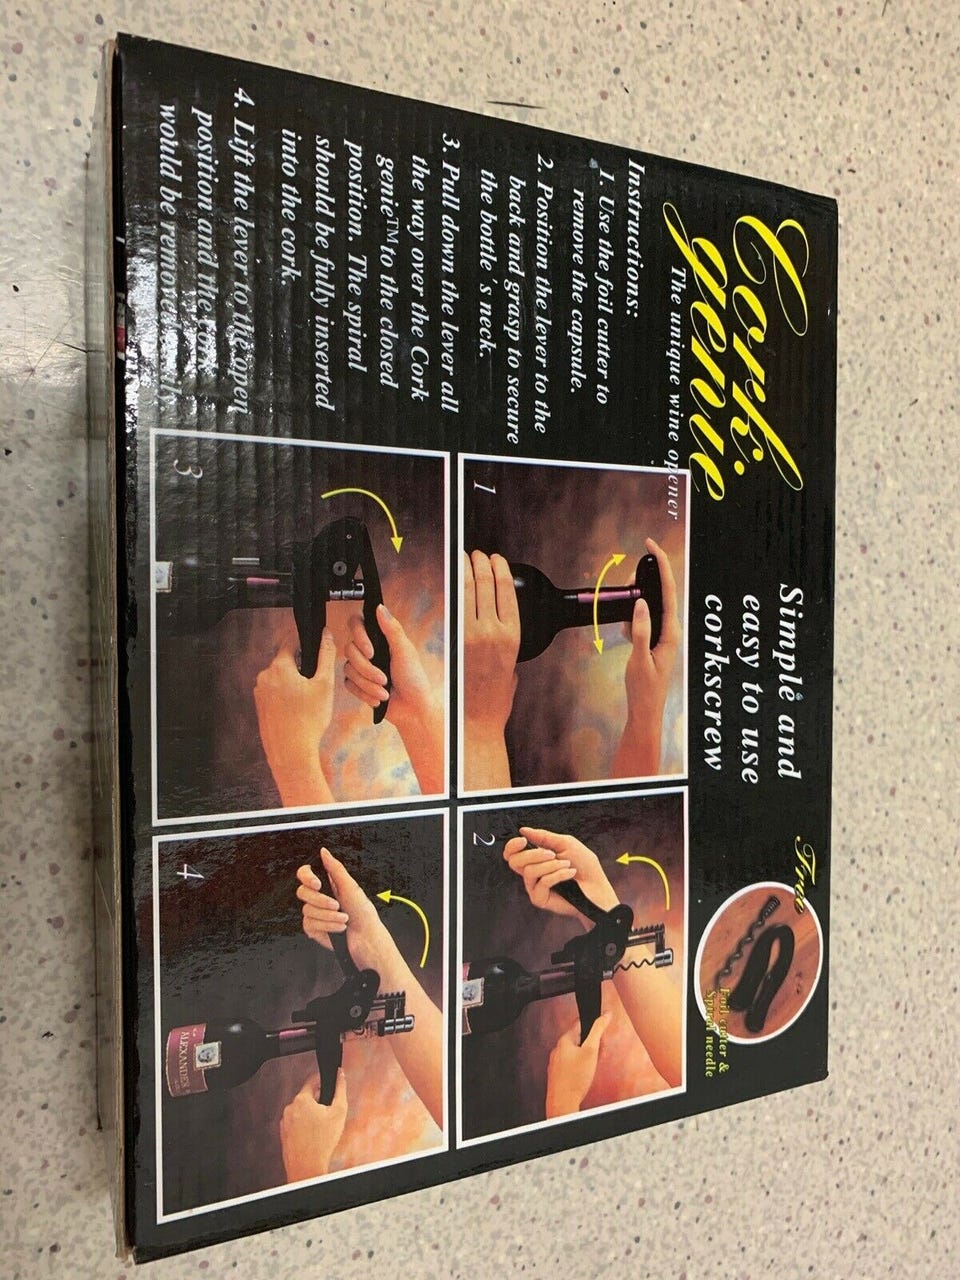 Cork
genie
The unique wine opener
Simple and
easy to use
corkscrew
Free
Foil cutter &
Spiral needle
Instructions:
1. Use the foil cutter to
remove the capsule.
2. Position the lever to the
back and grasp to secure
the bottle's neck.
3. Pull down the lever all
the way over the Cork
genie™ to the closed
position. The spiral
should be fully inserted
into the cork.
4. Lift the lever to the open
position and the cork
would be removed
1
2
3
4
ALEXANDER